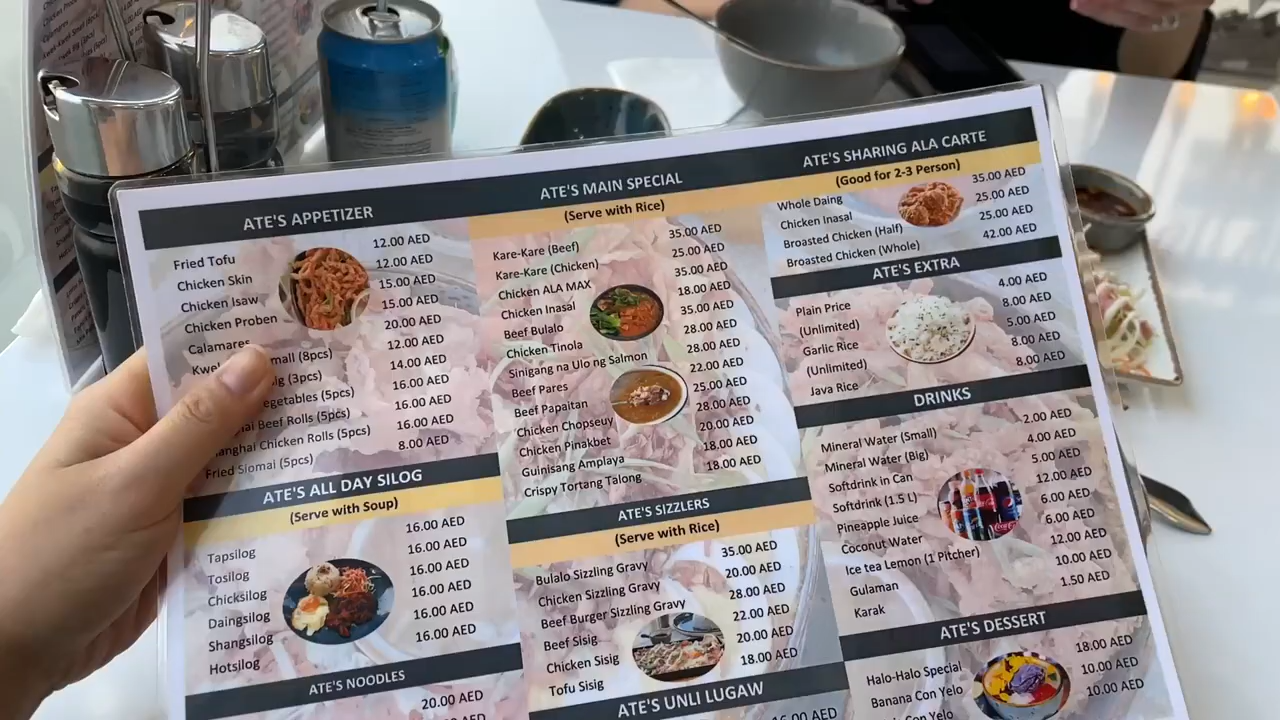 ATE'S APPETIZER
Fried Tofu 12.00 AED
Chicken Skin 12.00 AED
Chicken Isaw 15.00 AED
Chicken Proben 15.00 AED
Calamares 20.00 AED
mall (8pcs) 12.00 AED
ig (3pcs) 14.00 AED
egetables (5pcs) 16.00 AED
Beef Rolls (5pcs) 16.00 AED
Chicken Rolls (5pcs) 16.00 AED
Fried Siomai (5pcs) 8.00 AED
ATE'S ALL DAY SILOG
(Serve with Soup)
Tapsilog 16.00 AED
Tosilog 16.00 AED
Chicksilog 16.00 AED
Daingsilog 16.00 AED
Shangsilog 16.00 AED
Hotsilog 16.00 AED
ATE'S NOODLES
20.00 AED
ATE'S MAIN SPECIAL
(Serve with Rice)
Kare-Kare (Beef) 35.00 AED
Kare-Kare (Chicken) 25.00 AED
Chicken ALA MAX 35.00 AED
Chicken Inasal 18.00 AED
Beef Bulalo 35.00 AED
Chicken Tinola 28.00 AED
Sinigang na Ulo ng Salmon 28.00 AED
Beef Pares 22.00 AED
Beef Papaitan 25.00 AED
Chicken Chopseuy 28.00 AED
Chicken Pinakbet 20.00 AED
Guinisang Amplaya 18.00 AED
Crispy Tortang Talong 18.00 AED
ATE'S SIZZLERS
(Serve with Rice)
Bulalo Sizzling Gravy 35.00 AED
Chicken Sizzling Gravy 20.00 AED
Beef Burger Sizzling Gravy 28.00 AED
Beef Sisig 22.00 AED
Chicken Sisig 20.00 AED
Tofu Sisig 18.00 AED
ATE'S UNLI LUGAW
16.00 AED
ATE'S SHARING ALA CARTE
(Good for 2-3 Person)
Whole Daing 35.00 AED
Chicken Inasal 25.00 AED
Broasted Chicken (Half) 25.00 AED
Broasted Chicken (Whole) 42.00 AED
ATE'S EXTRA
Plain Price 4.00 AED
(Unlimited) 8.00 AED
Garlic Rice 5.00 AED
(Unlimited) 8.00 AED
Java Rice 8.00 AED
DRINKS
Mineral Water (Small) 2.00 AED
Mineral Water (Big) 4.00 AED
Softdrink in Can 5.00 AED
Softdrink (1.5 L) 12.00 AED
Pineapple Juice 6.00 AED
Coconut Water 6.00 AED
Ice tea Lemon (1 Pitcher) 12.00 AED
Gulaman 10.00 AED
Karak 1.50 AED
ATE'S DESSERT
Halo-Halo Special 18.00 AED
Banana Con Yelo 10.00 AED
Con Yelo 10.00 AED